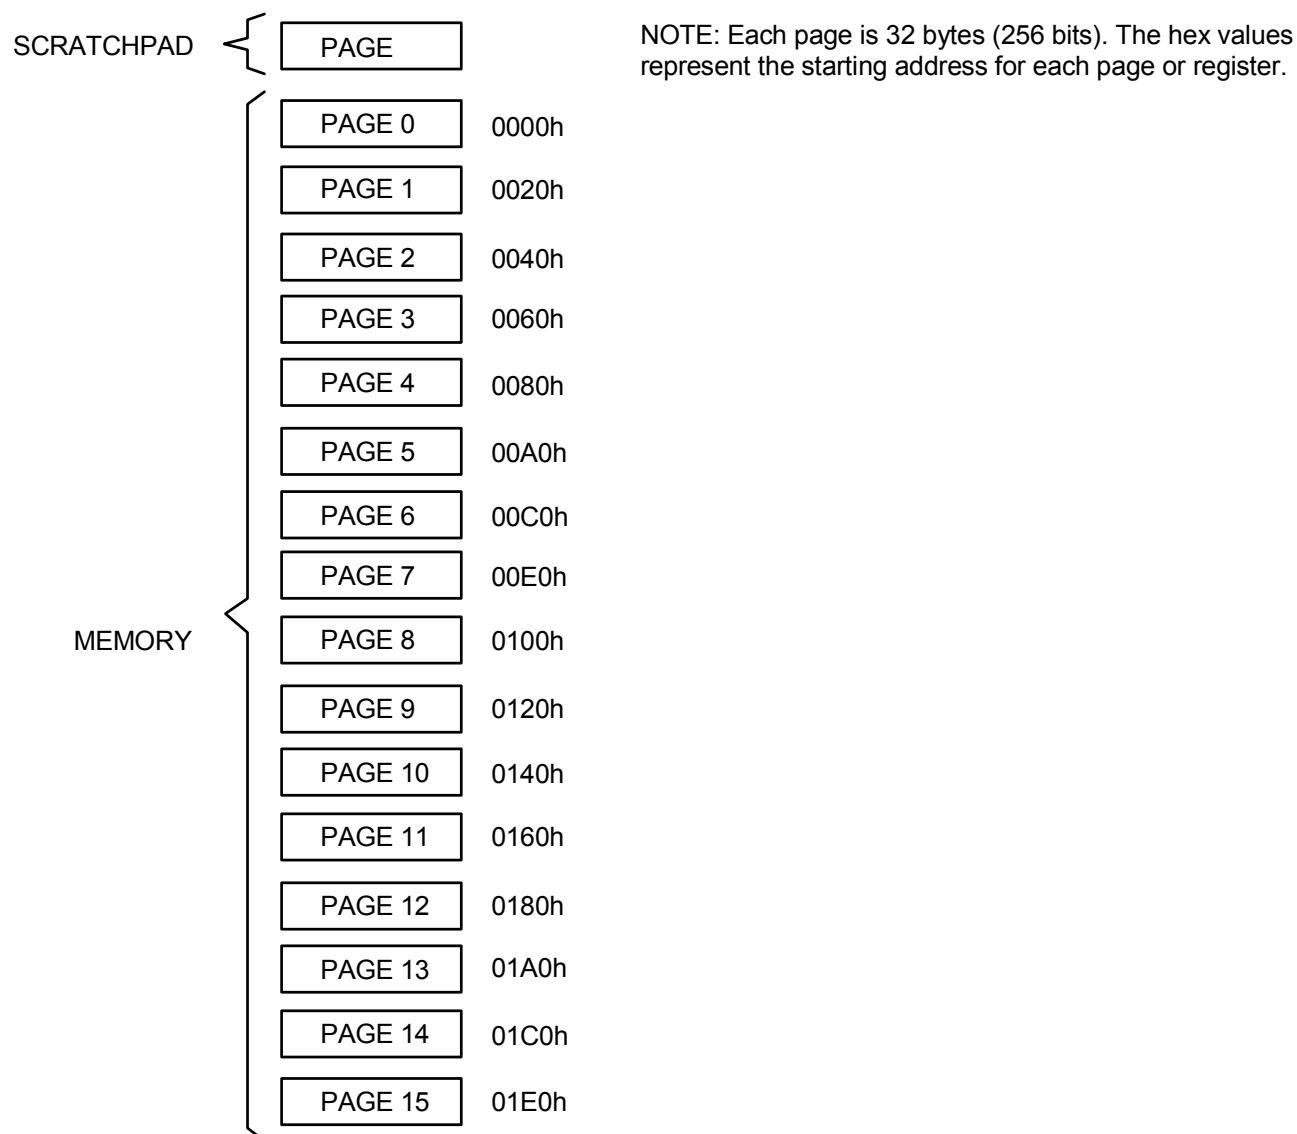 SCRATCHPAD
PAGE
NOTE: Each page is 32 bytes (256 bits). The hex values
represent the starting address for each page or register.
PAGE 0 0000h
PAGE 1 0020h
PAGE 2 0040h
PAGE 3 0060h
PAGE 4 0080h
PAGE 5 00A0h
PAGE 6 00C0h
PAGE 7 00E0h
MEMORY
PAGE 8 0100h
PAGE 9 0120h
PAGE 10 0140h
PAGE 11 0160h
PAGE 12 0180h
PAGE 13 01A0h
PAGE 14 01C0h
PAGE 15 01E0h